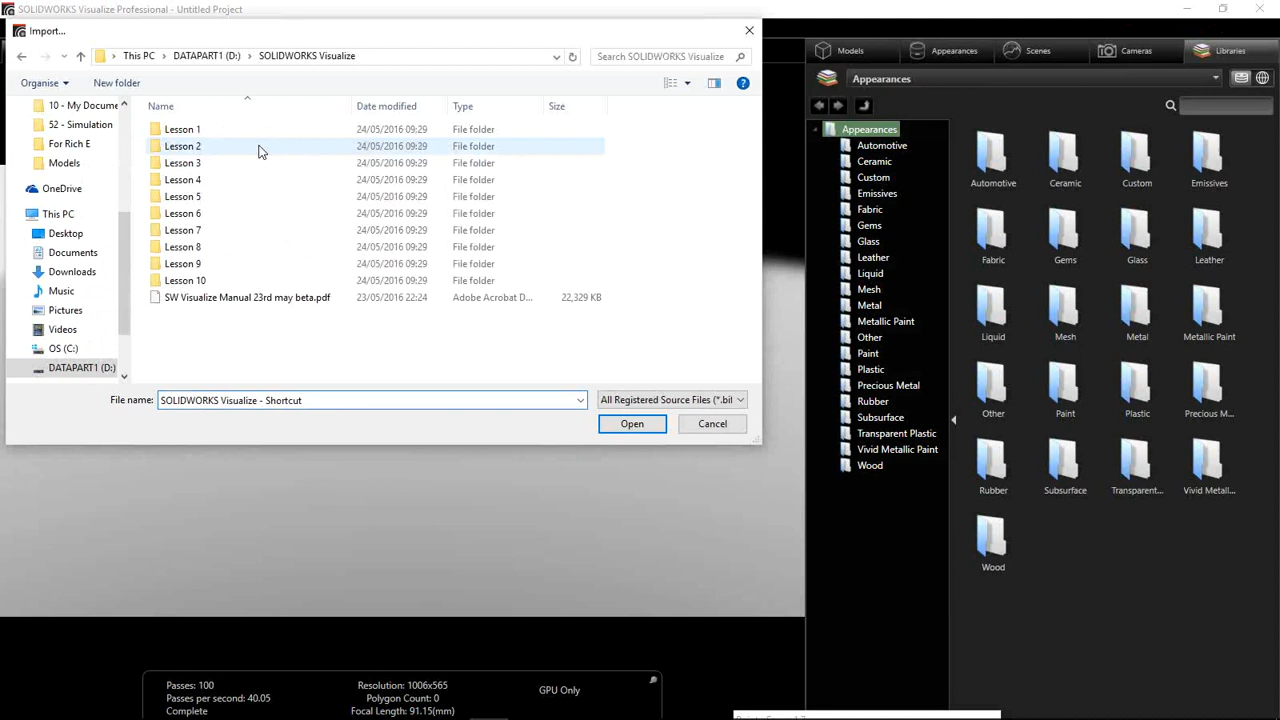 SOLIDWORKS Visualize Professional - Untitled Project
Import...
This PC > DATAPART1 (D:) > SOLIDWORKS Visualize
Search SOLIDWORKS Visualize
Organise
New folder
Name
Date modified
Type
Size
10 - My Docume
52 - Simulation
For Rich E
Models
OneDrive
This PC
Desktop
Documents
Downloads
Music
Pictures
Videos
OS (C:)
DATAPART1 (D:)
Lesson 1 24/05/2016 09:29 File folder
Lesson 2 24/05/2016 09:29 File folder
Lesson 3 24/05/2016 09:29 File folder
Lesson 4 24/05/2016 09:29 File folder
Lesson 5 24/05/2016 09:29 File folder
Lesson 6 24/05/2016 09:29 File folder
Lesson 7 24/05/2016 09:29 File folder
Lesson 8 24/05/2016 09:29 File folder
Lesson 9 24/05/2016 09:29 File folder
Lesson 10 24/05/2016 09:29 File folder
SW Visualize Manual 23rd may beta.pdf 23/05/2016 22:24 Adobe Acrobat D... 22,329 KB
File name: SOLIDWORKS Visualize - Shortcut
All Registered Source Files (*.bil
Open
Cancel
Models
Appearances
Scenes
Cameras
Libraries
Appearances
Appearances
Automotive
Ceramic
Custom
Emissives
Fabric
Gems
Glass
Leather
Liquid
Mesh
Metal
Metallic Paint
Other
Paint
Plastic
Precious Metal
Rubber
Subsurface
Transparent Plastic
Vivid Metallic Paint
Wood
Automotive
Ceramic
Custom
Emissives
Fabric
Gems
Glass
Leather
Liquid
Mesh
Metal
Metallic Paint
Other
Paint
Plastic
Precious M...
Rubber
Subsurface
Transparent...
Vivid Metall...
Wood
Passes: 100
Passes per second: 40.05
Complete
Resolution: 1006x565
Polygon Count: 0
Focal Length: 91.15(mm)
GPU Only